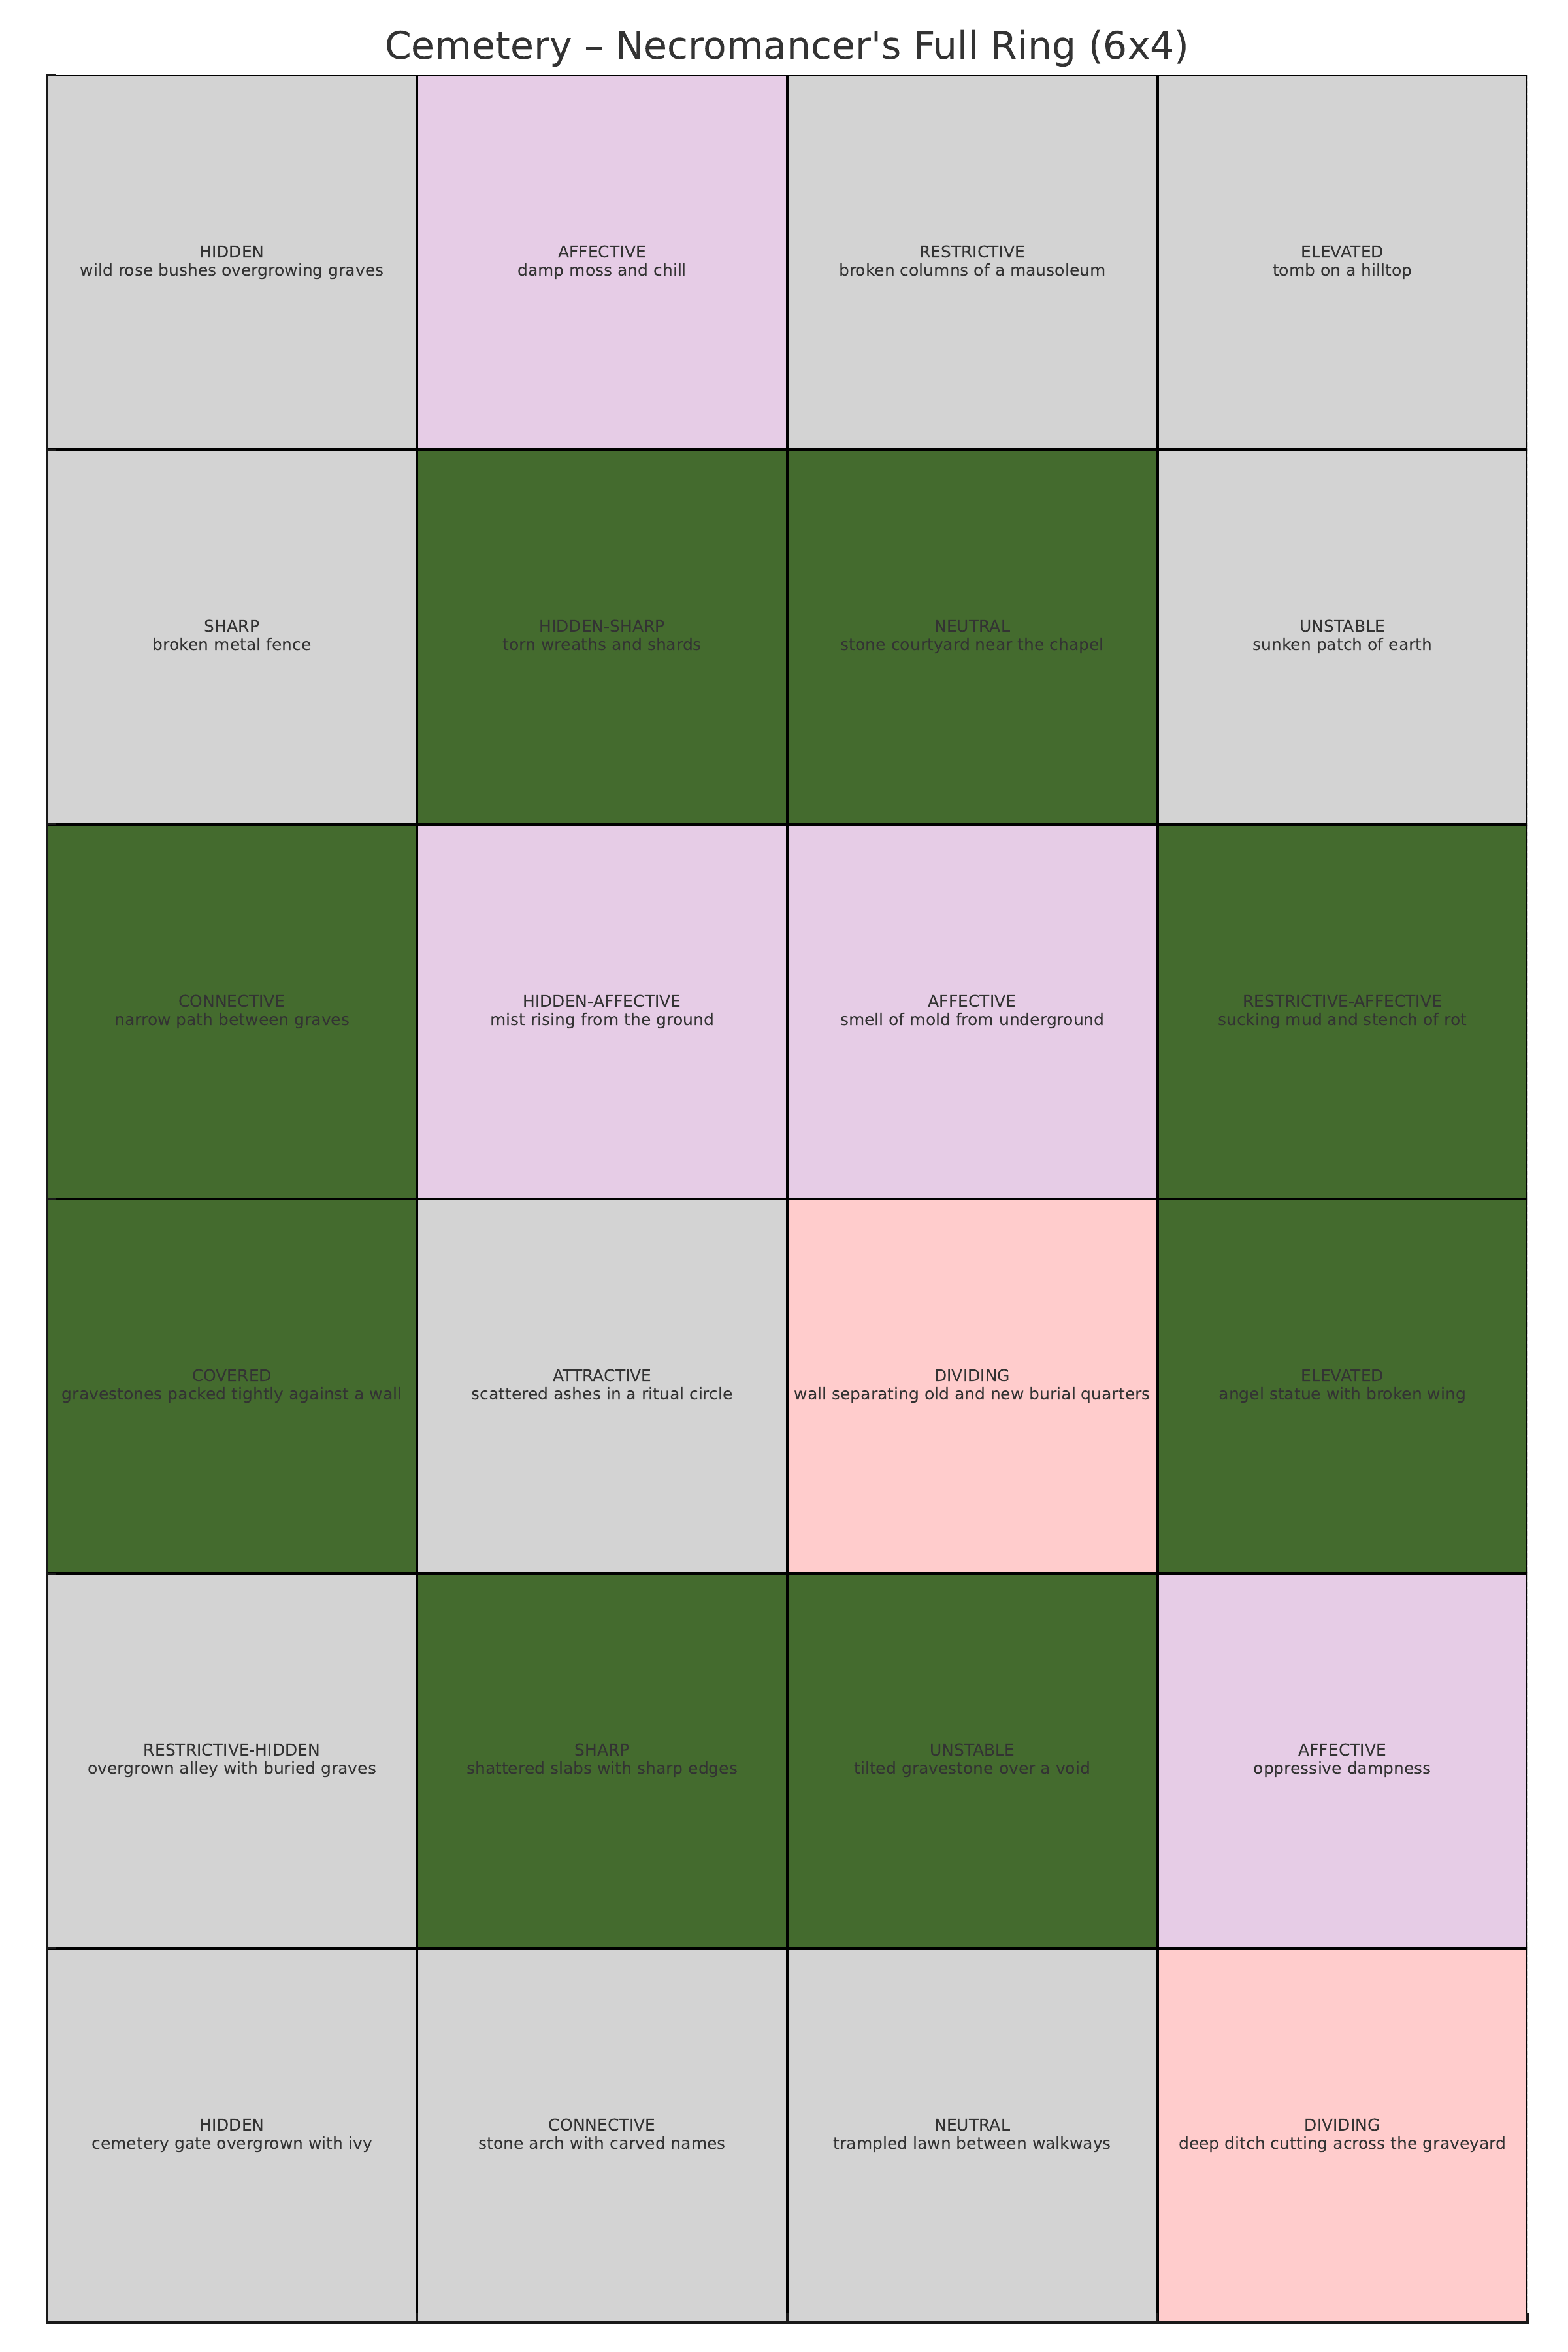 Cemetery – Necromancer's Full Ring (6x4)
HIDDEN
wild rose bushes overgrowing graves
AFFECTIVE
damp moss and chill
RESTRICTIVE
broken columns of a mausoleum
ELEVATED
tomb on a hilltop
SHARP
broken metal fence
HIDDEN-SHARP
torn wreaths and shards
NEUTRAL
stone courtyard near the chapel
UNSTABLE
sunken patch of earth
CONNECTIVE
narrow path between graves
HIDDEN-AFFECTIVE
mist rising from the ground
AFFECTIVE
smell of mold from underground
RESTRICTIVE-AFFECTIVE
sucking mud and stench of rot
COVERED
gravestones packed tightly against a wall
ATTRACTIVE
scattered ashes in a ritual circle
DIVIDING
wall separating old and new burial quarters
ELEVATED
angel statue with broken wing
RESTRICTIVE-HIDDEN
overgrown alley with buried graves
SHARP
shattered slabs with sharp edges
UNSTABLE
tilted gravestone over a void
AFFECTIVE
oppressive dampness
HIDDEN
cemetery gate overgrown with ivy
CONNECTIVE
stone arch with carved names
NEUTRAL
trampled lawn between walkways
DIVIDING
deep ditch cutting across the graveyard